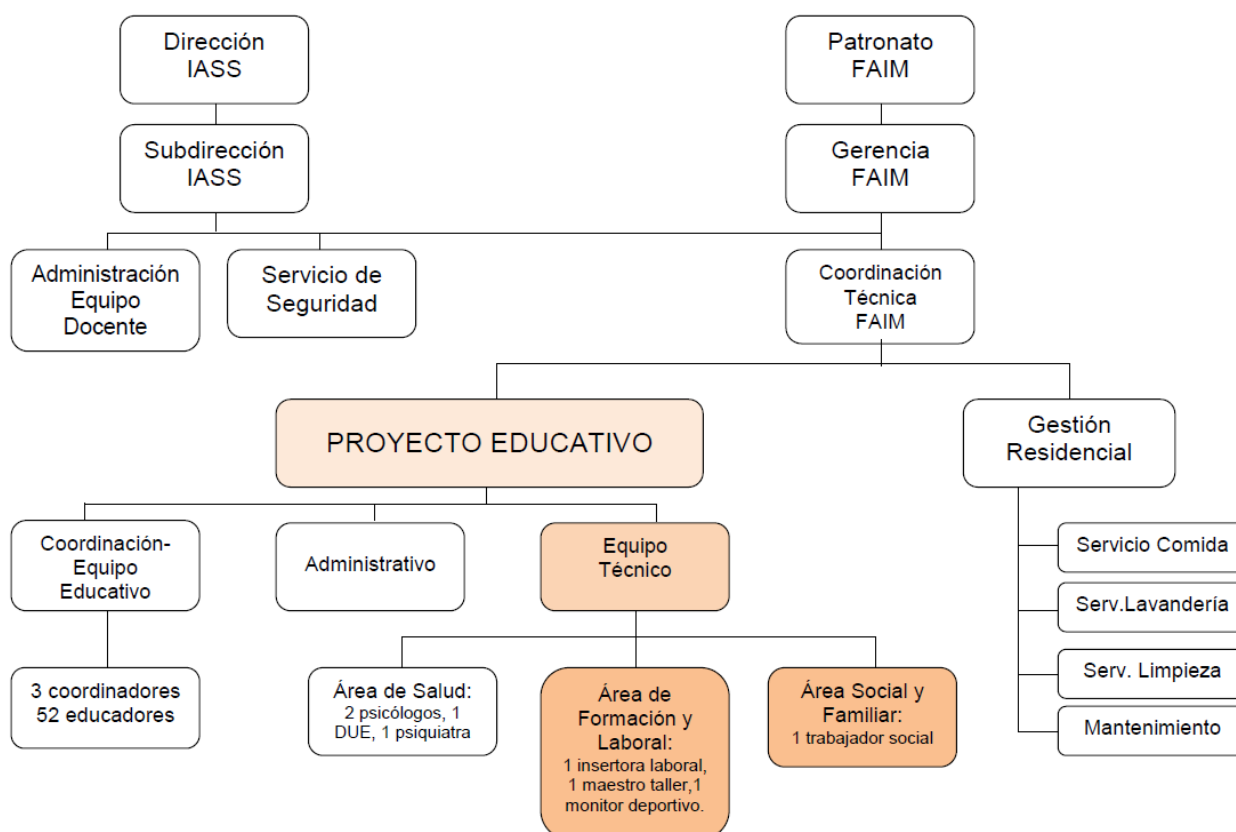 Dirección
IASS
Patronato
FAIM
Subdirección
IASS
Gerencia
FAIM
Administración
Equipo
Docente
Servicio de
Seguridad
Coordinación
Técnica
FAIM
PROYECTO EDUCATIVO
Gestión
Residencial
Coordinación-
Equipo
Educativo
Administrativo
Equipo
Técnico
Servicio Comida
Serv.Lavandería
Serv. Limpieza
Mantenimiento
3 coordinadores
52 educadores
Área de Salud:
2 psicólogos, 1
DUE, 1 psiquiatra
Área de
Formación y
Laboral:
1 insertora laboral,
1 maestro taller,1
monitor deportivo.
Área Social y
Familiar:
1 trabajador social